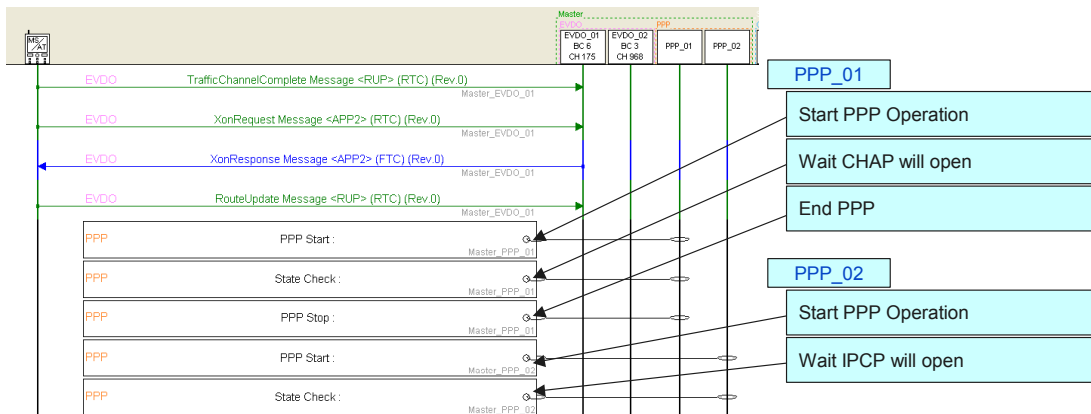 Master
EVDO
PPP
MS/AT
EVDO_01
BC 6
CH 175
EVDO_02
BC 3
CH 968
PPP_01
PPP_02
EVDO TrafficChannelComplete Message <RUP> (RTC) (Rev.0)
Master_EVDO_01
EVDO XonRequest Message <APP2> (RTC) (Rev.0)
Master_EVDO_01
EVDO XonResponse Message <APP2> (FTC) (Rev.0)
Master_EVDO_01
EVDO RouteUpdate Message <RUP> (RTC) (Rev.0)
Master_EVDO_01
PPP PPP Start :
Master_PPP_01
PPP State Check :
Master_PPP_01
PPP PPP Stop :
Master_PPP_01
PPP PPP Start :
Master_PPP_02
PPP State Check :
Master_PPP_02
PPP_01
Start PPP Operation
Wait CHAP will open
End PPP
PPP_02
Start PPP Operation
Wait IPCP will open